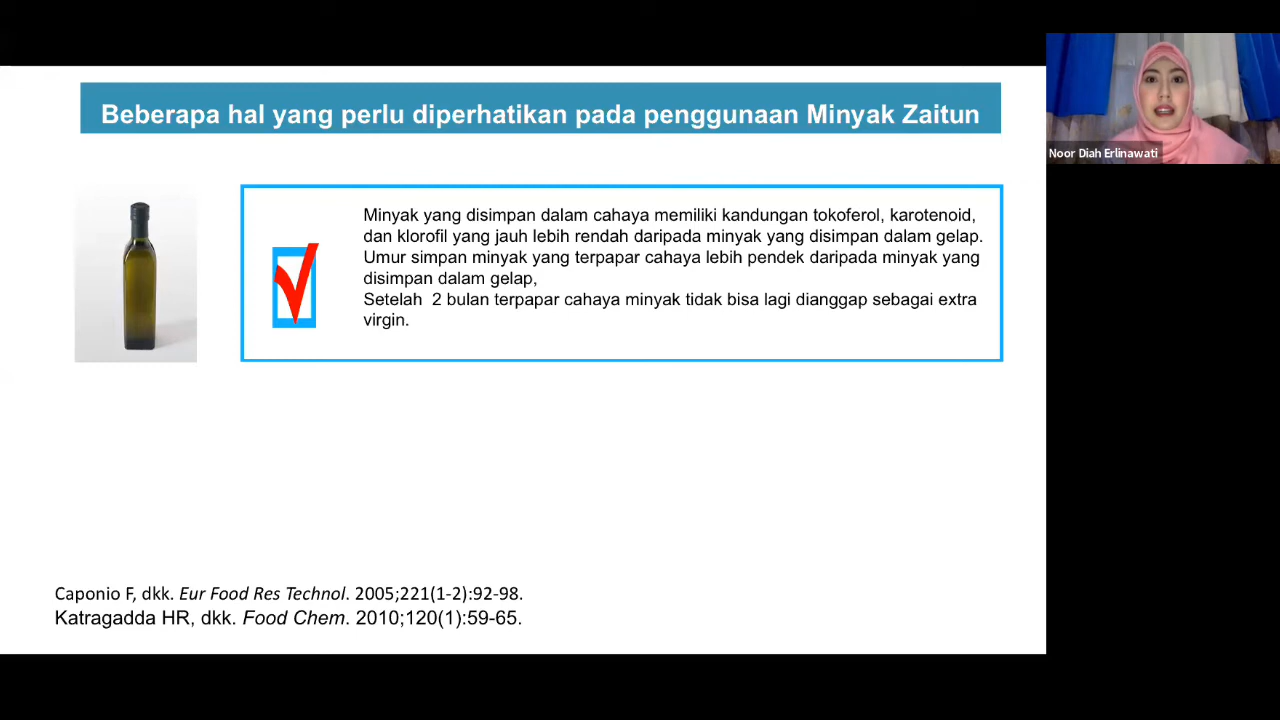 Beberapa hal yang perlu diperhatikan pada penggunaan Minyak Zaitun
Noor Diah Erlinawati
Minyak yang disimpan dalam cahaya memiliki kandungan tokoferol, karotenoid,
dan klorofil yang jauh lebih rendah daripada minyak yang disimpan dalam gelap.
Umur simpan minyak yang terpapar cahaya lebih pendek daripada minyak yang
disimpan dalam gelap,
Setelah  2 bulan terpapar cahaya minyak tidak bisa lagi dianggap sebagai extra
virgin.
Caponio F, dkk. Eur Food Res Technol. 2005;221(1-2):92-98.
Katragadda HR, dkk. Food Chem. 2010;120(1):59-65.